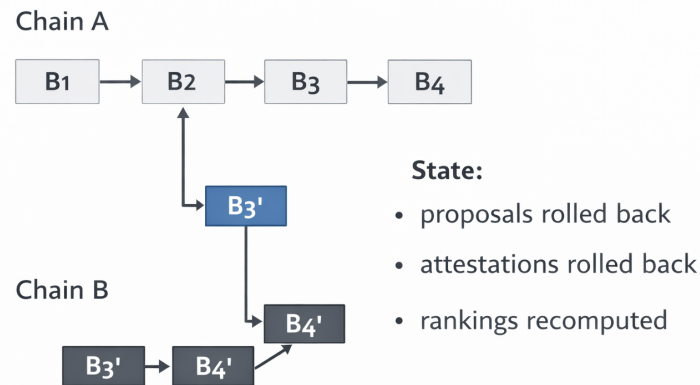 Chain A
B1
B2
B3
B4
B3'
State:
• proposals rolled back
• attestations rolled back
• rankings recomputed
Chain B
B4'
B3'
B4'